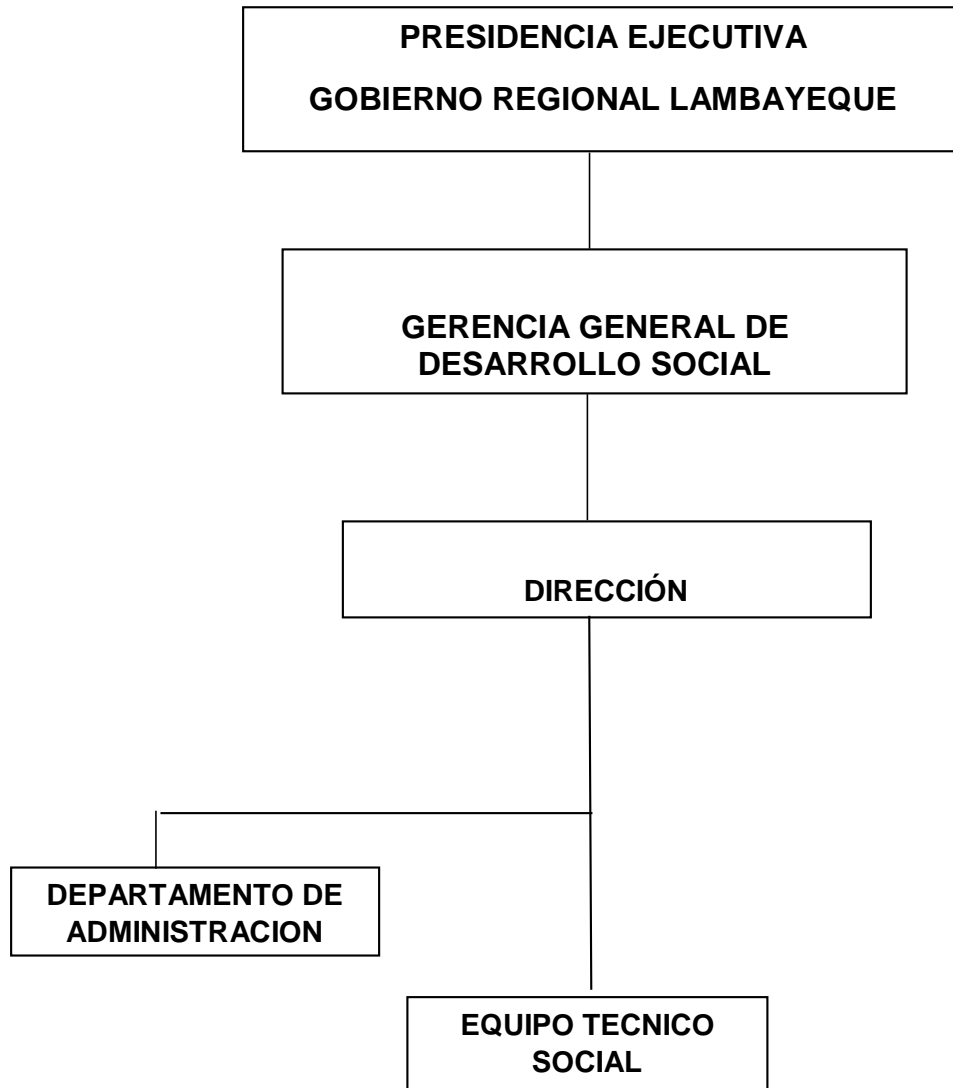 PRESIDENCIA EJECUTIVA
GOBIERNO REGIONAL LAMBAYEQUE
GERENCIA GENERAL DE
DESARROLLO SOCIAL
DIRECCIÓN
DEPARTAMENTO DE
ADMINISTRACION
EQUIPO TECNICO
SOCIAL